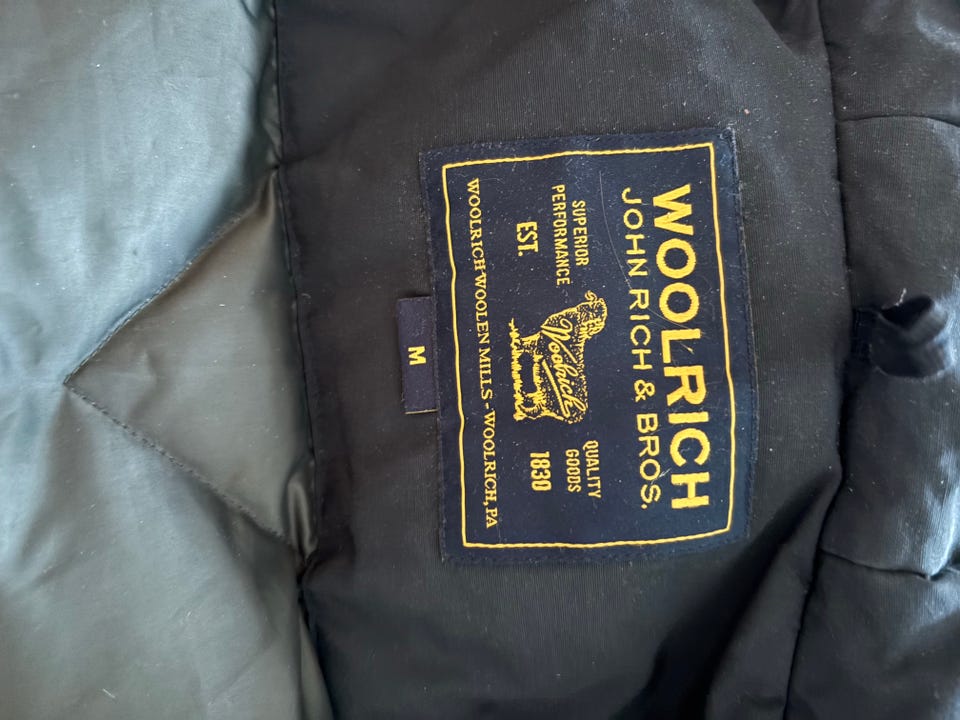 WOOLRICH
JOHN RICH & BROS.
SUPERIOR
PERFORMANCE
QUALITY
GOODS
EST.
Woolrich
1830
WOOLRICH WOOLEN MILLS - WOOLRICH, PA
M